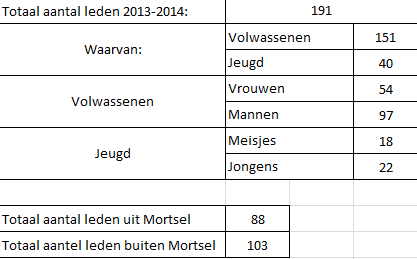 Totaal aantal leden 2013-2014: 191
Waarvan: Volwassenen 151
Jeugd 40
Volwassenen Vrouwen 54
Mannen 97
Jeugd Meisjes 18
Jongens 22
Totaal aantal leden uit Mortsel 88
Totaal aantel leden buiten Mortsel 103